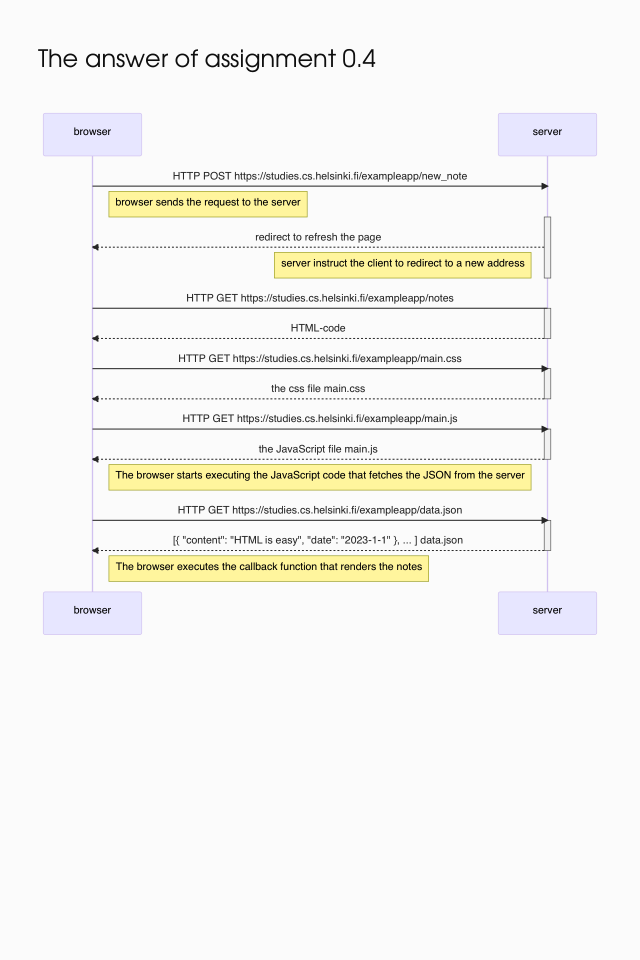 The answer of assignment 0.4
browser server
HTTP POST https://studies.cs.helsinki.fi/exampleapp/new_note
browser sends the request to the server
redirect to refresh the page
server instruct the client to redirect to a new address
HTTP GET https://studies.cs.helsinki.fi/exampleapp/notes
HTML-code
HTTP GET https://studies.cs.helsinki.fi/exampleapp/main.css
the css file main.css
HTTP GET https://studies.cs.helsinki.fi/exampleapp/main.js
the JavaScript file main.js
The browser starts executing the JavaScript code that fetches the JSON from the server
HTTP GET https://studies.cs.helsinki.fi/exampleapp/data.json
[{ "content": "HTML is easy", "date": "2023-1-1" }, ... ] data.json
The browser executes the callback function that renders the notes
browser server